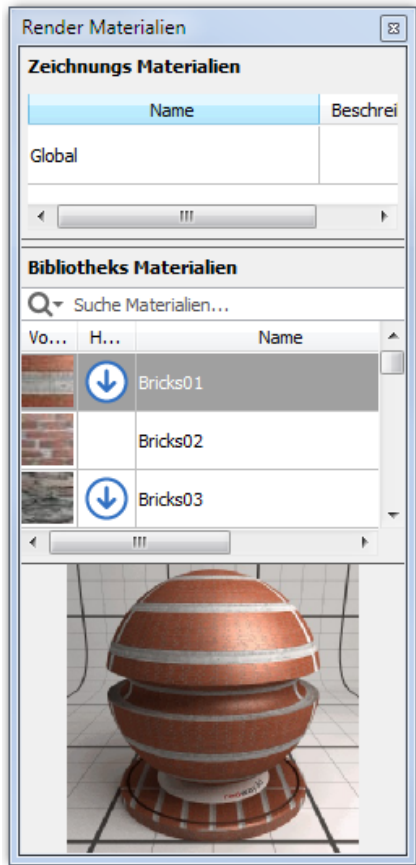 Render Materialien
Zeichnungs Materialien
Name Beschrei
Global
Bibliotheks Materialien
Suche Materialien...
Vo... H... Name
Bricks01
Bricks02
Bricks03